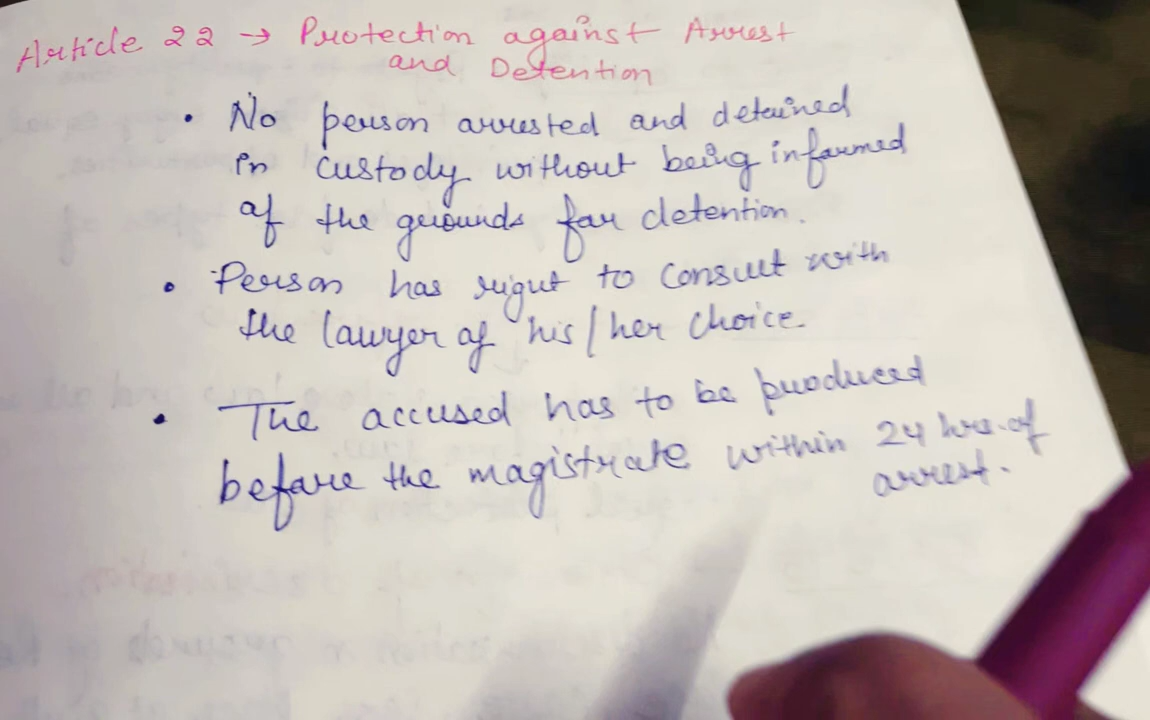 Article 22 → Protection against Arrest
and Detention
• No person arrested and detained
in custody without being informed
of the grounds for detention.
• Person has right to consult with
the lawyer of his/her choice
• The accused has to be produced
before the magistrate within 24 hrs. of
arrest.